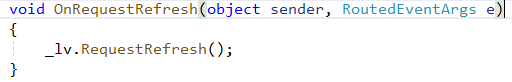 void OnRequestRefresh(object sender, RoutedEventArgs e)
{
    _lv.RequestRefresh();
}